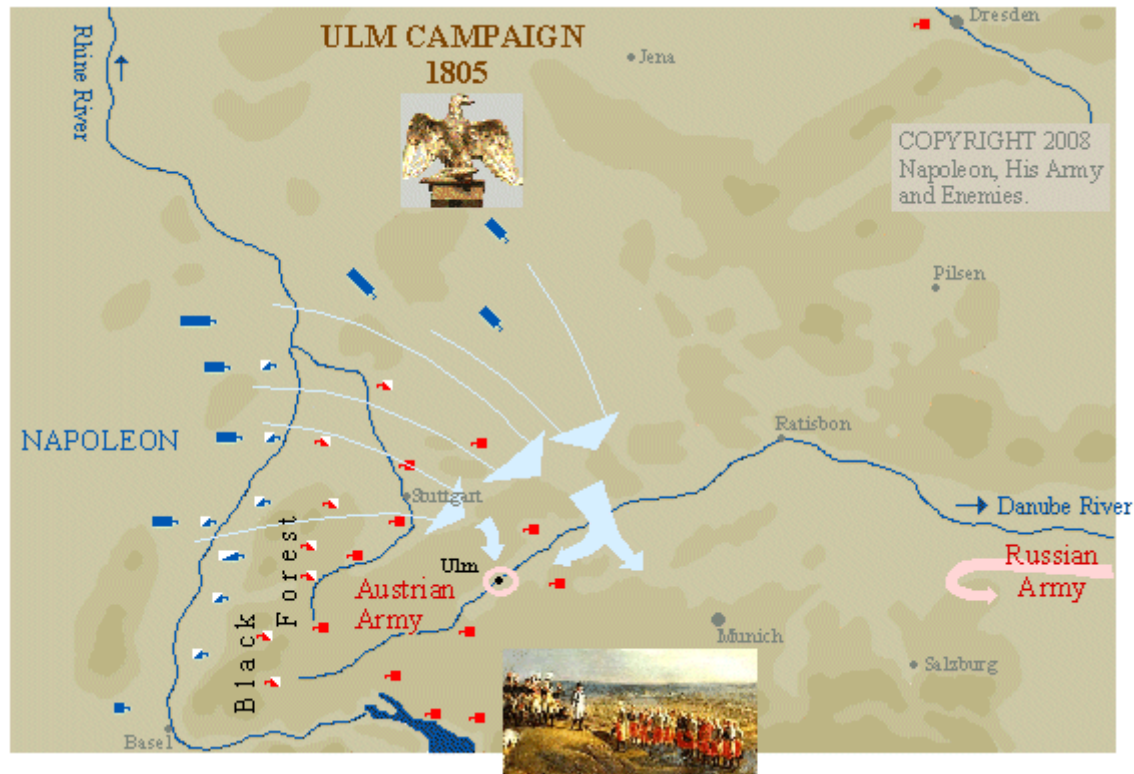 ULM CAMPAIGN
1805
Dresden
Jena
Rhine River
COPYRIGHT 2008
Napoleon, His Army
and Enemies.
Pilsen
NAPOLEON
Ratisbon
Stuttgart
Danube River
Black
Forest
Ulm
Austrian
Army
Russian
Army
Munich
Salzburg
Basel